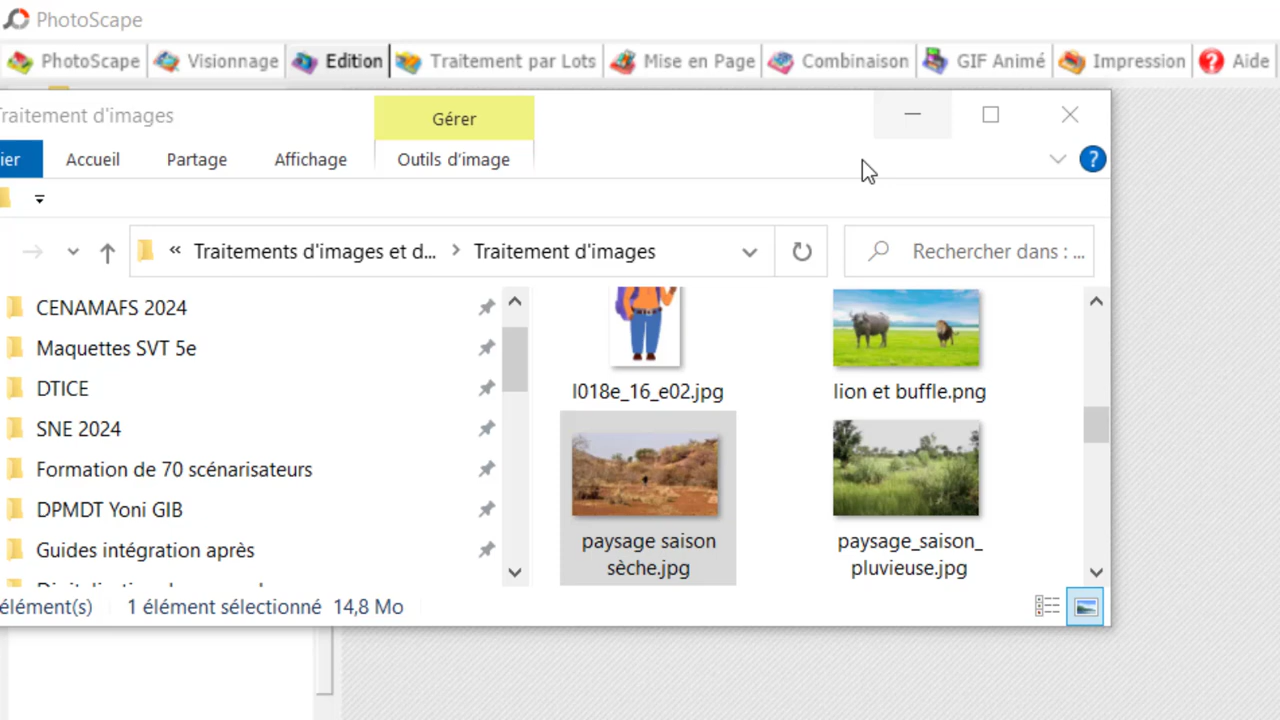 PhotoScape
PhotoScape Visionnage Edition Traitement par Lots Mise en Page Combinaison GIF Animé Impression Aide
Traitement d'images
Gérer
ier Accueil Partage Affichage Outils d'image
« Traitements d'images et d... > Traitement d'images
Rechercher dans : ...
CENAMAFS 2024
Maquettes SVT 5e
DTICE
SNE 2024
Formation de 70 scénarisateurs
DPMDT Yoni GIB
Guides intégration après
l018e_16_e02.jpg
lion et buffle.png
paysage saison
sèche.jpg
paysage_saison_
pluvieuse.jpg
élément(s) 1 élément sélectionné 14,8 Mo